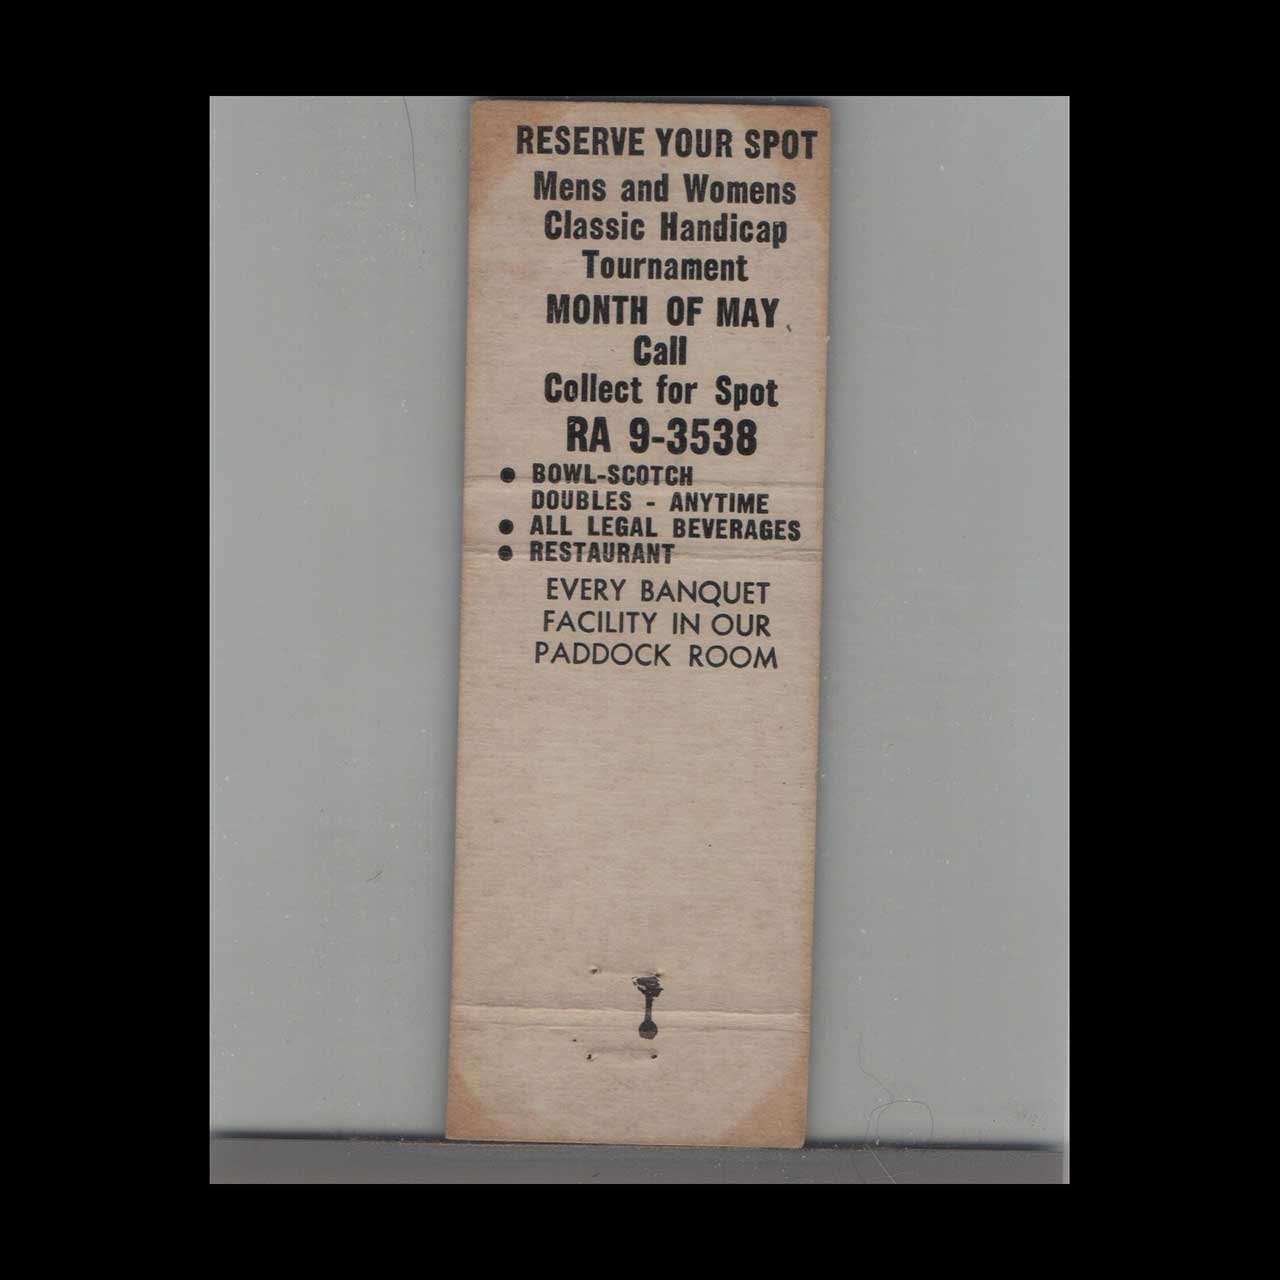 RESERVE YOUR SPOT
Mens and Womens
Classic Handicap
Tournament
MONTH OF MAY
Call
Collect for Spot
RA 9-3538
● BOWL-SCOTCH
DOUBLES - ANYTIME
● ALL LEGAL BEVERAGES
● RESTAURANT
EVERY BANQUET
FACILITY IN OUR
PADDOCK ROOM